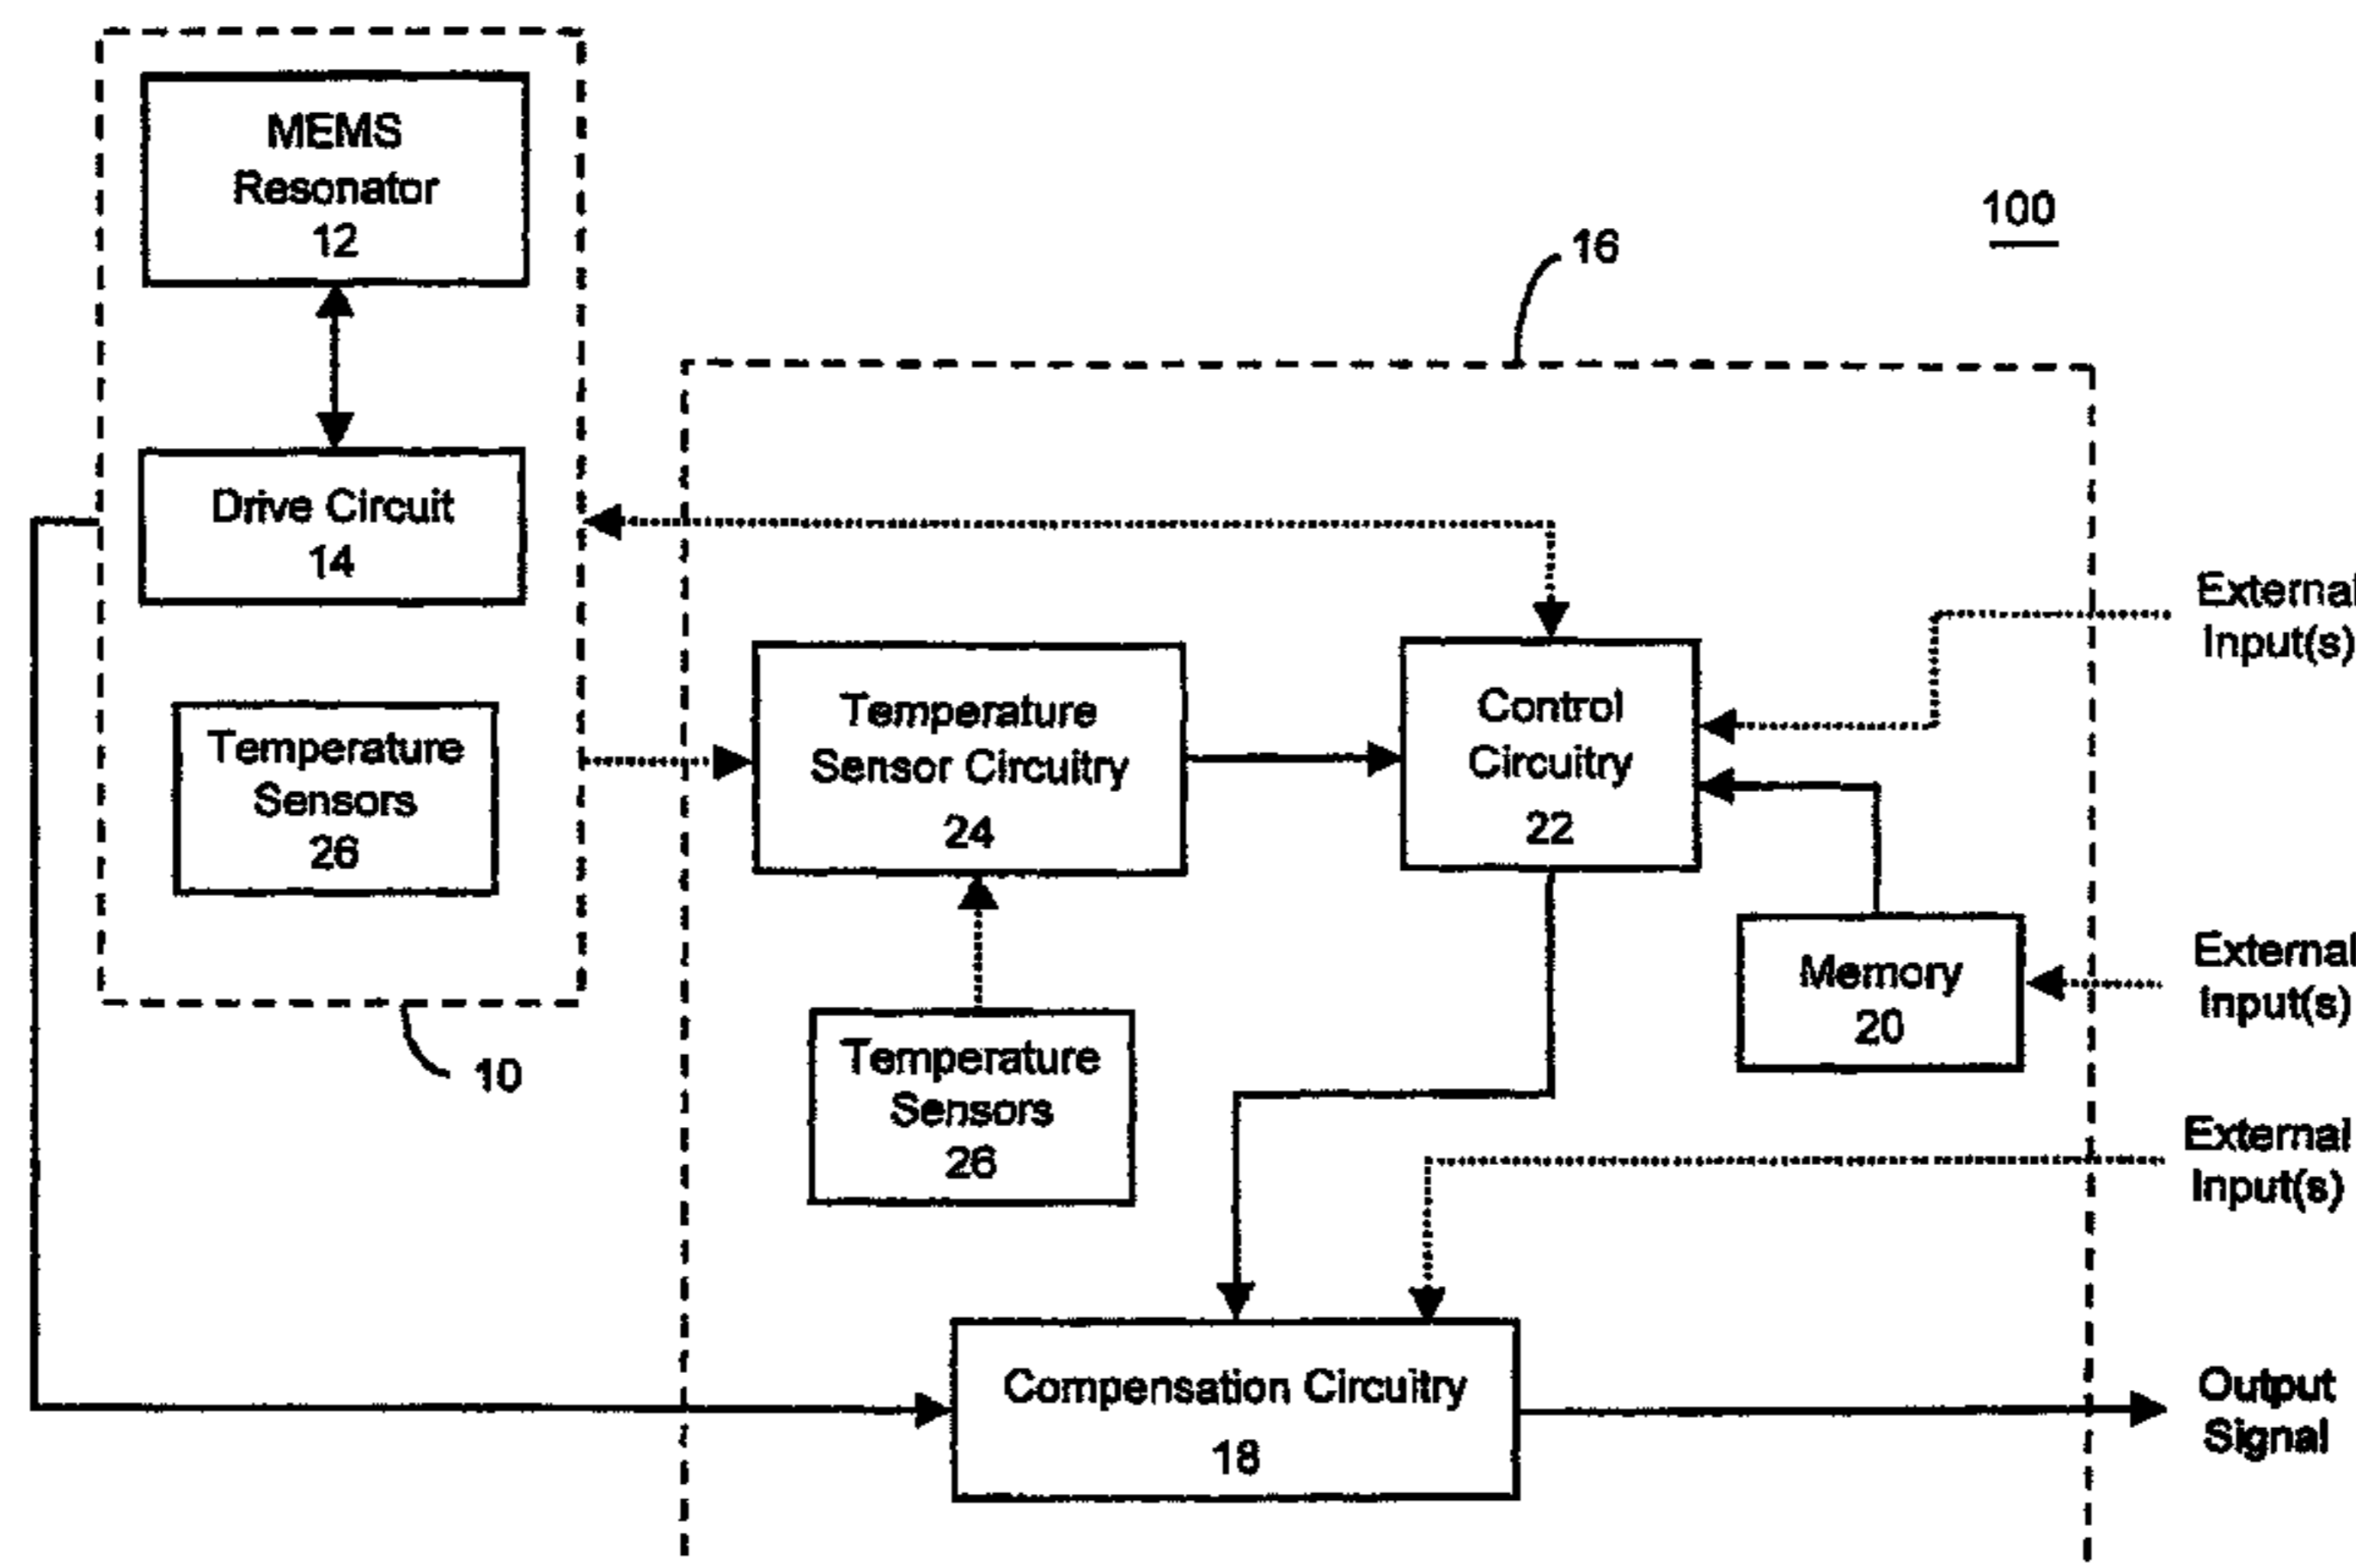 MEMS
Resonator
12
100
16
Drive Circuit
14
External
Input(s)
Temperature
Sensor Circuitry
24
Control
Circuitry
22
Temperature
Sensors
26
External
Input(s)
Memory
20
10
Temperature
Sensors
26
External
Input(s)
Compensation Circuitry
18
Output
Signal